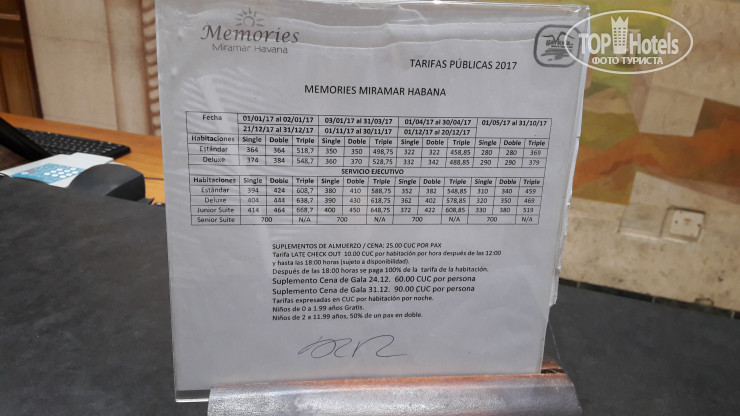 Memories
Miramar Havana
TOP Hotels
ФОТО ТУРИСТА
TARIFAS PÚBLICAS 2017
MEMORIES MIRAMAR HABANA
Fecha 01/01/17 al 02/01/17 03/01/17 al 31/03/17 01/04/17 al 30/04/17 01/05/17 al 31/10/17
21/12/17 al 31/12/17 01/11/17 al 30/11/17 01/12/17 al 20/12/17
Habitaciones Single Doble Triple Single Doble Triple Single Doble Triple Single Doble Triple
Estándar 364 364 518,7 350 350 498,75 322 322 458,85 280 280 369
Deluxe 374 384 548,7 360 370 528,75 332 342 488,85 290 290 379
SERVICIO EJECUTIVO
Habitaciones Single Doble Triple Single Doble Triple Single Doble Triple Single Doble Triple
Estándar 394 424 608,7 380 410 588,75 352 382 548,85 310 340 459
Deluxe 404 444 638,7 390 430 618,75 362 402 578,85 320 350 469
Junior Suite 414 464 668,7 400 450 648,75 372 422 608,85 330 380 519
Senior Suite 700 N/A 700 N/A 700 N/A 700 N/A
SUPLEMENTOS DE ALMUERZO / CENA: 25.00 CUC POR PAX
Tarifa LATE CHECK OUT 10.00 CUC por habitación por hora después de las 12:00
y hasta las 18:00 horas (sujeto a disponibilidad).
Después de las 18:00 horas se paga 100% de la tarifa de la habitación.
Suplemento Cena de Gala 24.12. 60.00 CUC por persona
Suplemento Cena de Gala 31.12. 90.00 CUC por persona
Tarifas expresadas en CUC por habitación por noche.
Niños de 0 a 1.99 años Gratis.
Niños de 2 a 11.99 años, 50% de un pax en doble.